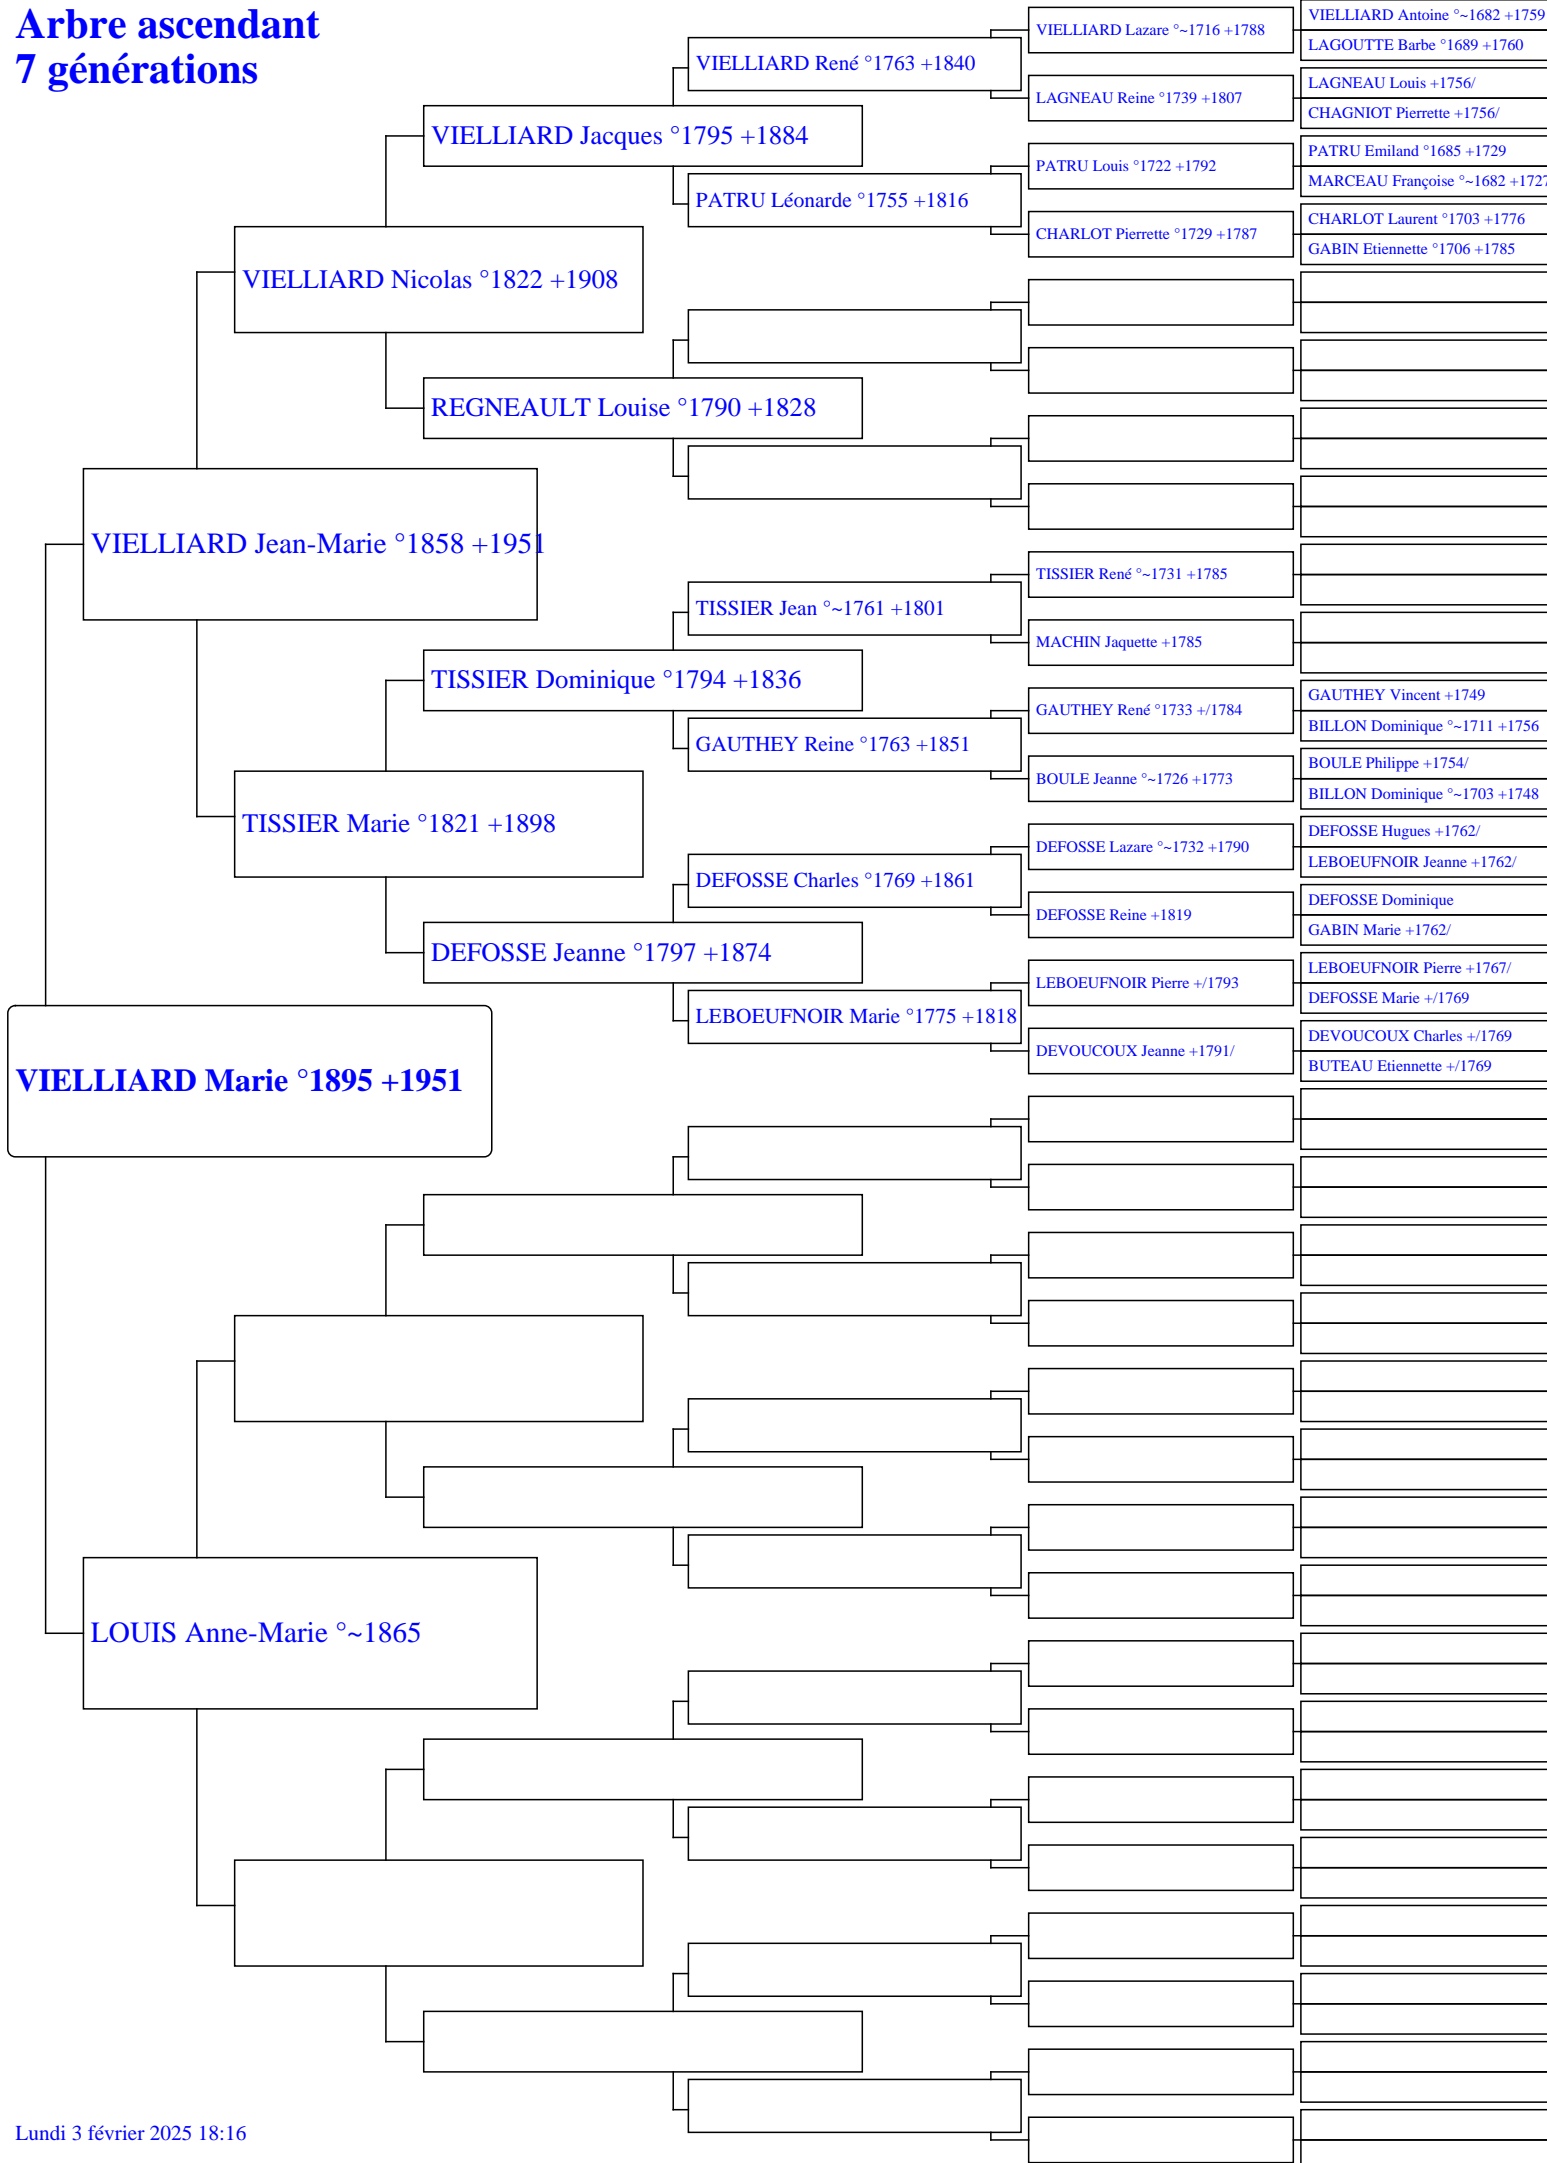 Arbre ascendant
7 générations
VIELLIARD Antoine °~1682 +1759
VIELLIARD Lazare °~1716 +1788
LAGOUTTE Barbe °1689 +1760
VIELLIARD René °1763 +1840
LAGNEAU Louis +1756/
LAGNEAU Reine °1739 +1807
CHAGNIOT Pierrette +1756/
VIELLIARD Jacques °1795 +1884
PATRU Emiland °1685 +1729
PATRU Louis °1722 +1792
MARCEAU Françoise °~1682 +1727
PATRU Léonarde °1755 +1816
CHARLOT Laurent °1703 +1776
CHARLOT Pierrette °1729 +1787
GABIN Etiennette °1706 +1785
VIELLIARD Nicolas °1822 +1908
REGNEAULT Louise °1790 +1828
VIELLIARD Jean-Marie °1858 +1951
TISSIER René °~1731 +1785
TISSIER Jean °~1761 +1801
MACHIN Jaquette +1785
TISSIER Dominique °1794 +1836
GAUTHEY Vincent +1749
GAUTHEY René °1733 +/1784
BILLON Dominique °~1711 +1756
GAUTHEY Reine °1763 +1851
BOULE Philippe +1754/
BOULE Jeanne °~1726 +1773
BILLON Dominique °~1703 +1748
TISSIER Marie °1821 +1898
DEFOSSE Hugues +1762/
DEFOSSE Lazare °~1732 +1790
LEBOEUFNOIR Jeanne +1762/
DEFOSSE Charles °1769 +1861
DEFOSSE Dominique
DEFOSSE Reine +1819
GABIN Marie +1762/
DEFOSSE Jeanne °1797 +1874
LEBOEUFNOIR Pierre +1767/
LEBOEUFNOIR Pierre +/1793
DEFOSSE Marie +/1769
LEBOEUFNOIR Marie °1775 +1818
DEVOUCOUX Charles +/1769
DEVOUCOUX Jeanne +1791/
BUTEAU Etiennette +/1769
VIELLIARD Marie °1895 +1951
LOUIS Anne-Marie °~1865
Lundi 3 février 2025 18:16